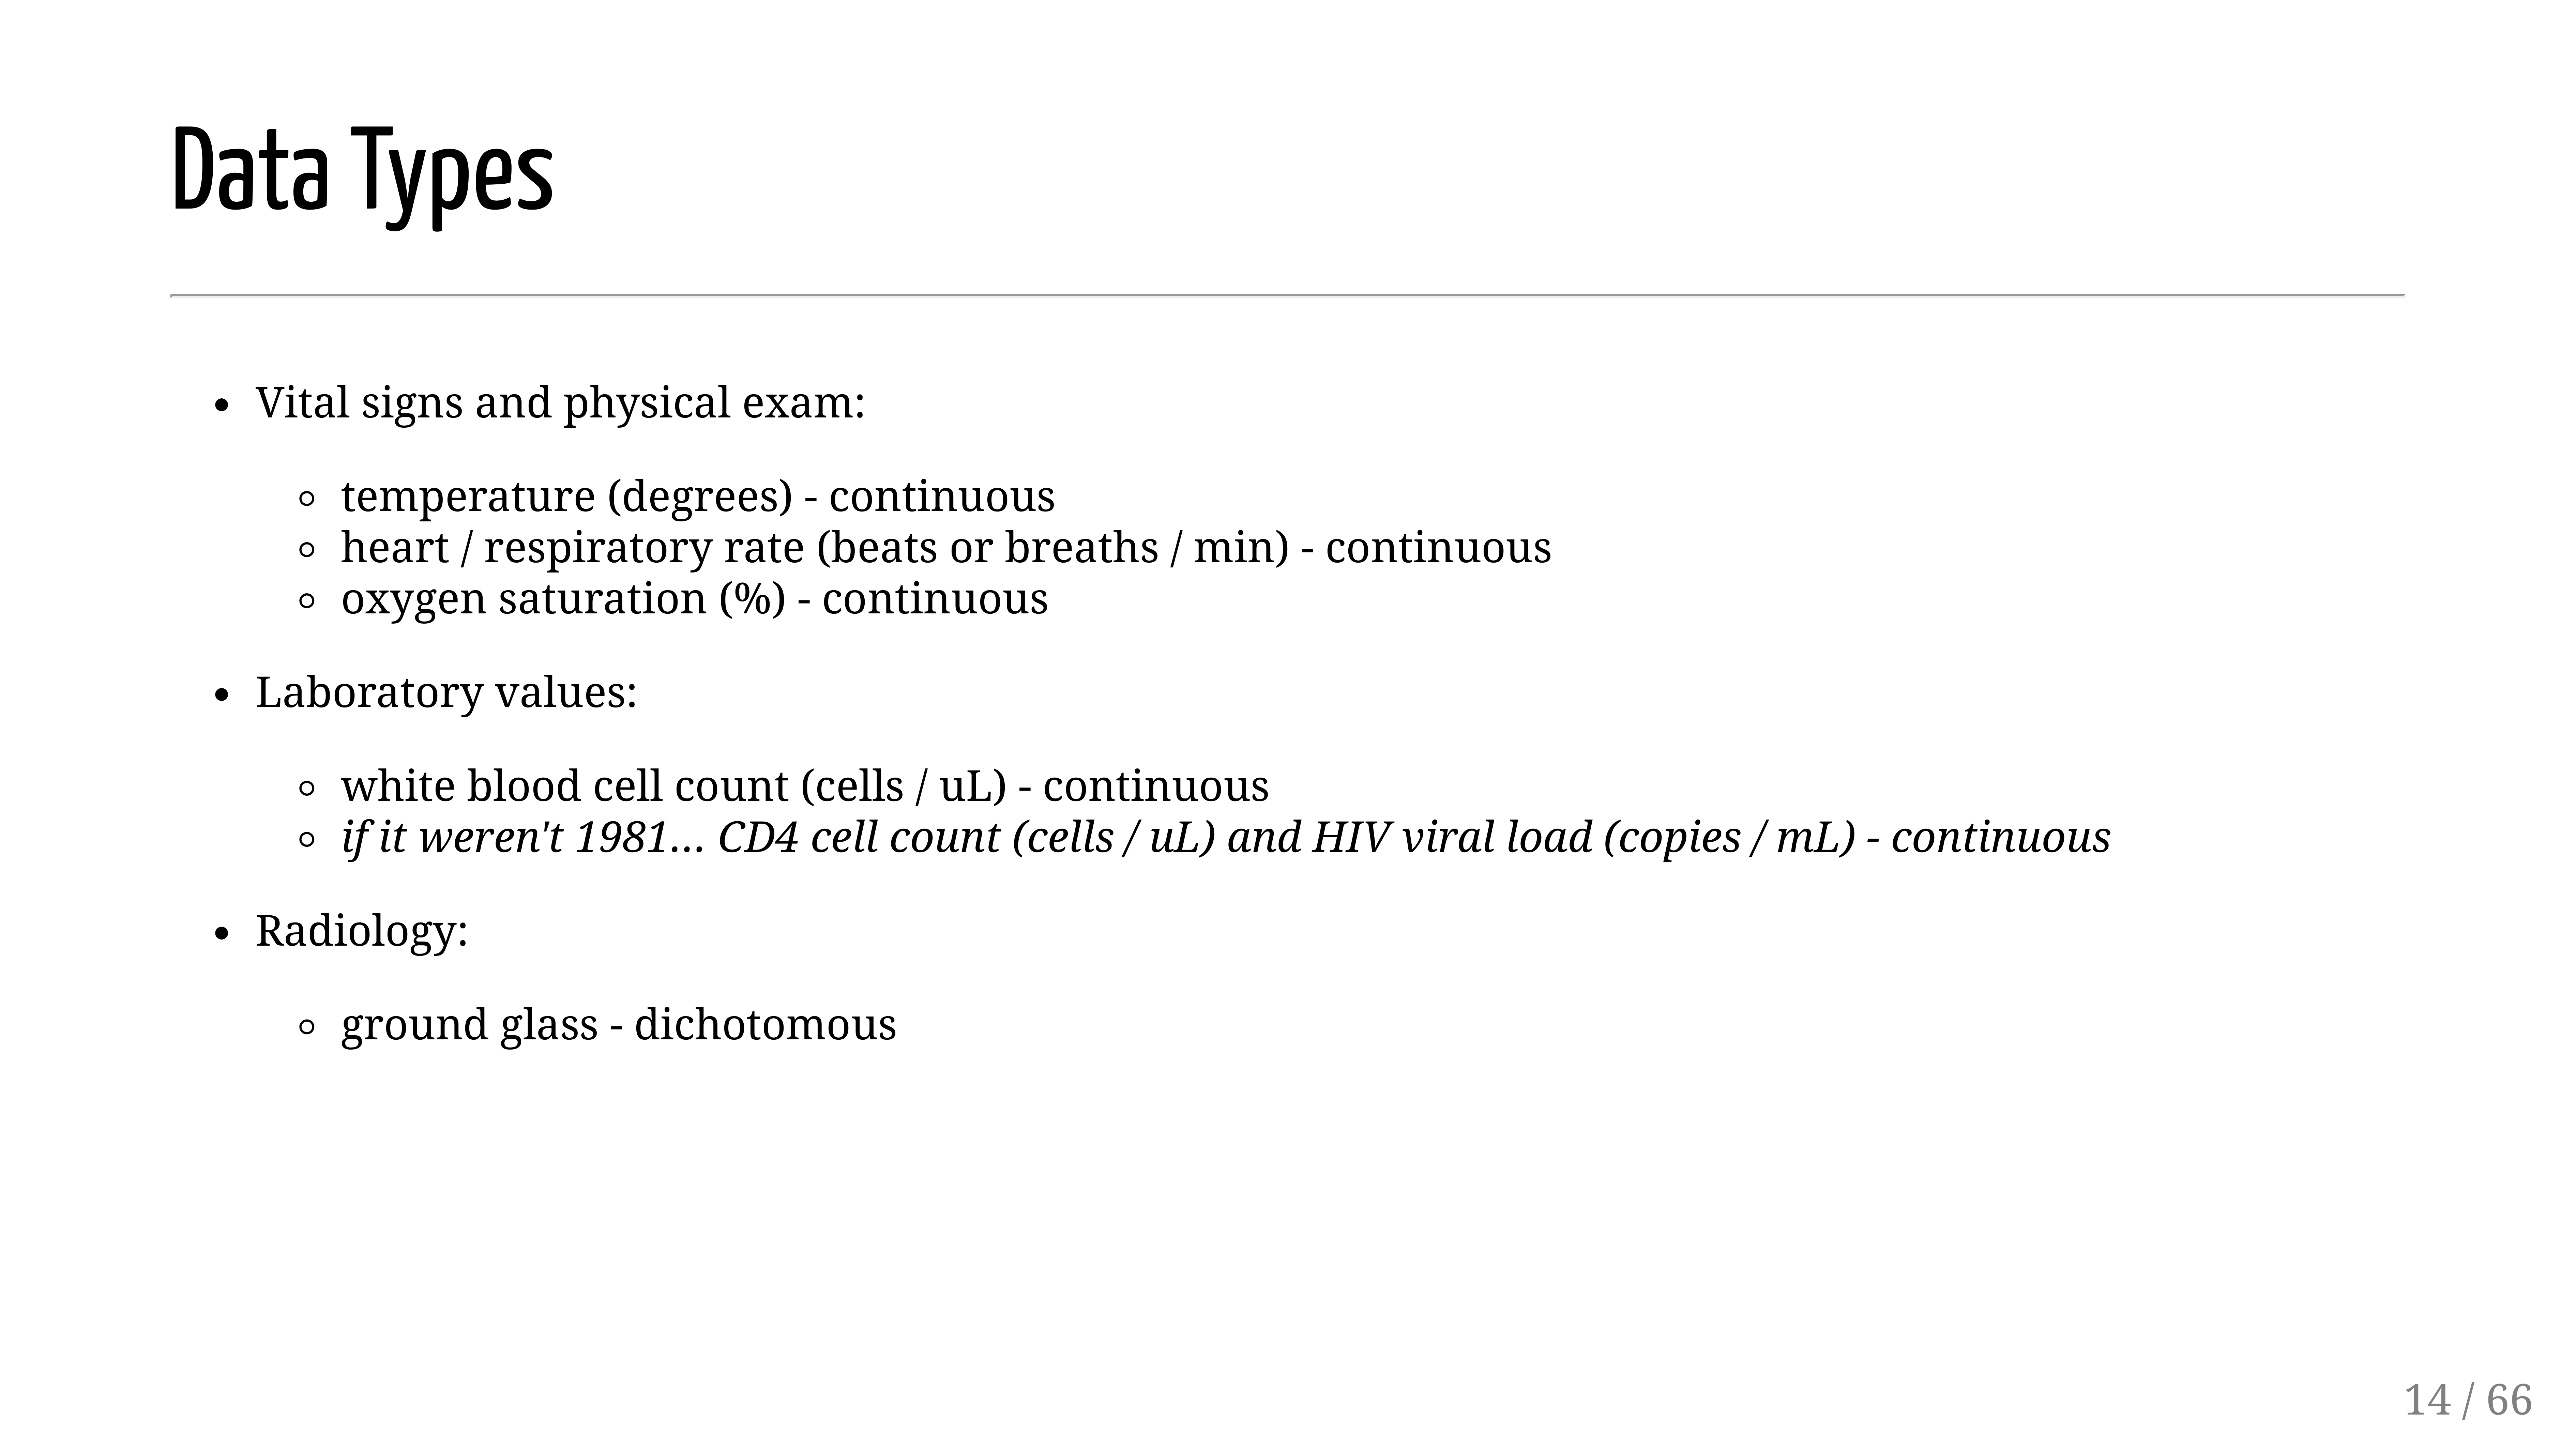 Data Types
• Vital signs and physical exam:
◦ temperature (degrees) - continuous
◦ heart / respiratory rate (beats or breaths / min) - continuous
◦ oxygen saturation (%) - continuous
• Laboratory values:
◦ white blood cell count (cells / uL) - continuous
◦ if it weren't 1981... CD4 cell count (cells / uL) and HIV viral load (copies / mL) - continuous
• Radiology:
◦ ground glass - dichotomous
14 / 66